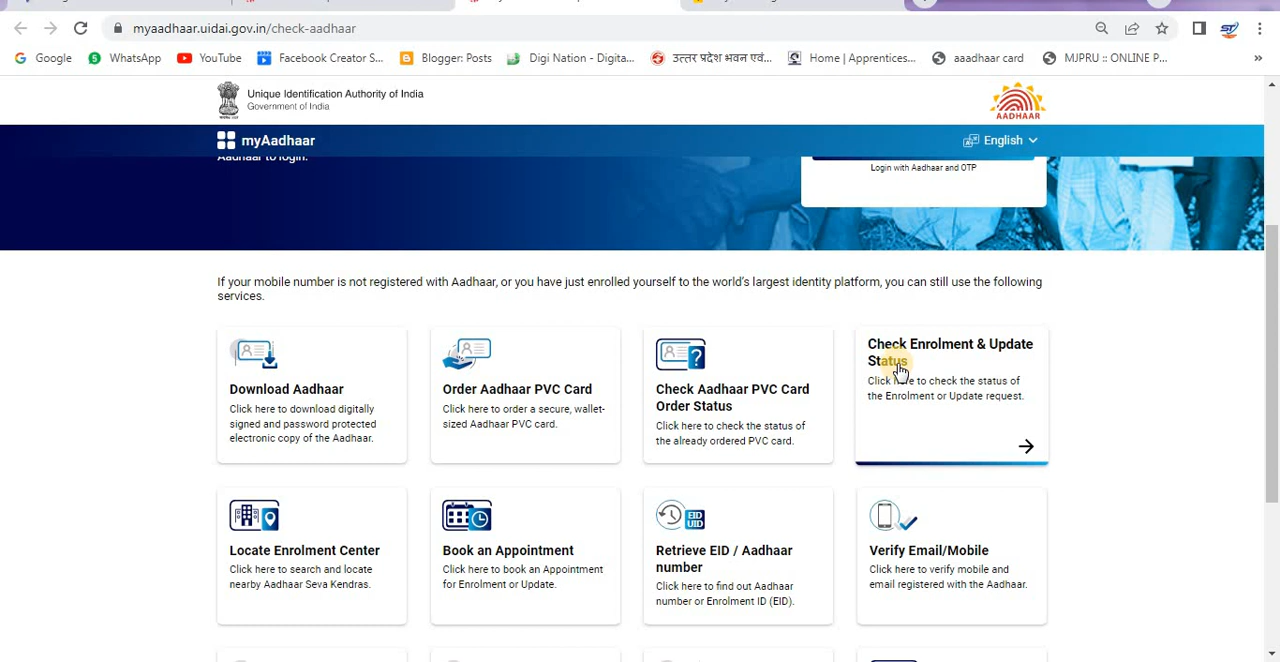 myaadhaar.uidai.gov.in/check-aadhaar
Google
WhatsApp
YouTube
Facebook Creator S...
Blogger: Posts
Digi Nation - Digita...
उत्तर प्रदेश भवन एवं...
Home | Apprentices...
aaadhaar card
MJPRU :: ONLINE P...
Unique Identification Authority of India
Government of India
AADHAAR
myAadhaar
English
Aadhaar to login.
Login with Aadhaar and OTP
If your mobile number is not registered with Aadhaar, or you have just enrolled yourself to the world's largest identity platform, you can still use the following
services.
Download Aadhaar
Click here to download digitally
signed and password protected
electronic copy of the Aadhaar.
Order Aadhaar PVC Card
Click here to order a secure, wallet-
sized Aadhaar PVC card.
Check Aadhaar PVC Card
Order Status
Click here to check the status of
the already ordered PVC card.
Check Enrolment & Update
Status
Click here to check the status of
the Enrolment or Update request.
Locate Enrolment Center
Click here to search and locate
nearby Aadhaar Seva Kendras.
Book an Appointment
Click here to book an Appointment
for Enrolment or Update.
EID
UID
Retrieve EID / Aadhaar
number
Click here to find out Aadhaar
number or Enrolment ID (EID).
Verify Email/Mobile
Click here to verify mobile and
email registered with the Aadhaar.